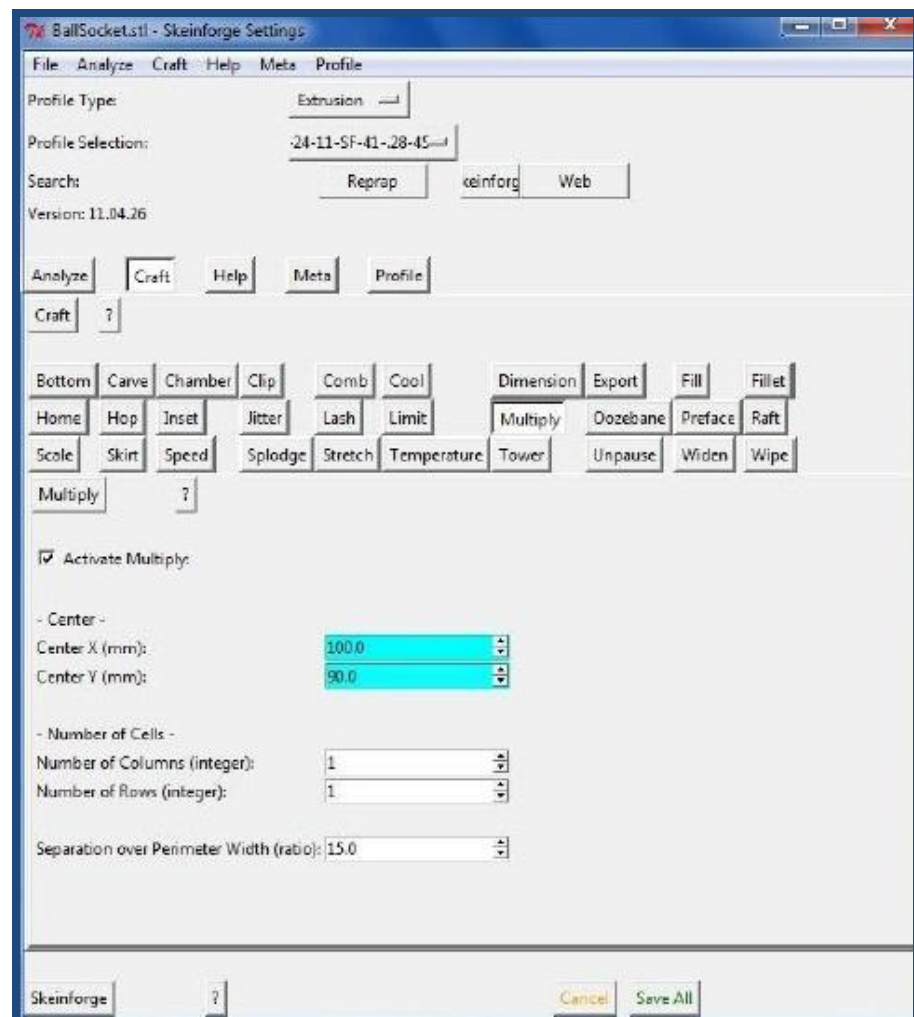 BallSocket.stl - Skeinforge Settings
File Analyze Craft Help Meta Profile
Profile Type: Extrusion
Profile Selection: -24-11-SF-41-.28-45
Search: Reprap keinforg Web
Version: 11.04.26
Analyze Craft Help Meta Profile
Craft ?
Bottom Carve Chamber Clip Comb Cool Dimension Export Fill Fillet
Home Hop Inset Jitter Lash Limit Multiply Oozebane Preface Raft
Scale Skirt Speed Splodge Stretch Temperature Tower Unpause Widen Wipe
Multiply ?
Activate Multiply:
- Center -
Center X (mm): 100.0
Center Y (mm): 90.0
- Number of Cells -
Number of Columns (integer): 1
Number of Rows (integer): 1
Separation over Perimeter Width (ratio): 15.0
Skeinforge ? Cancel Save All